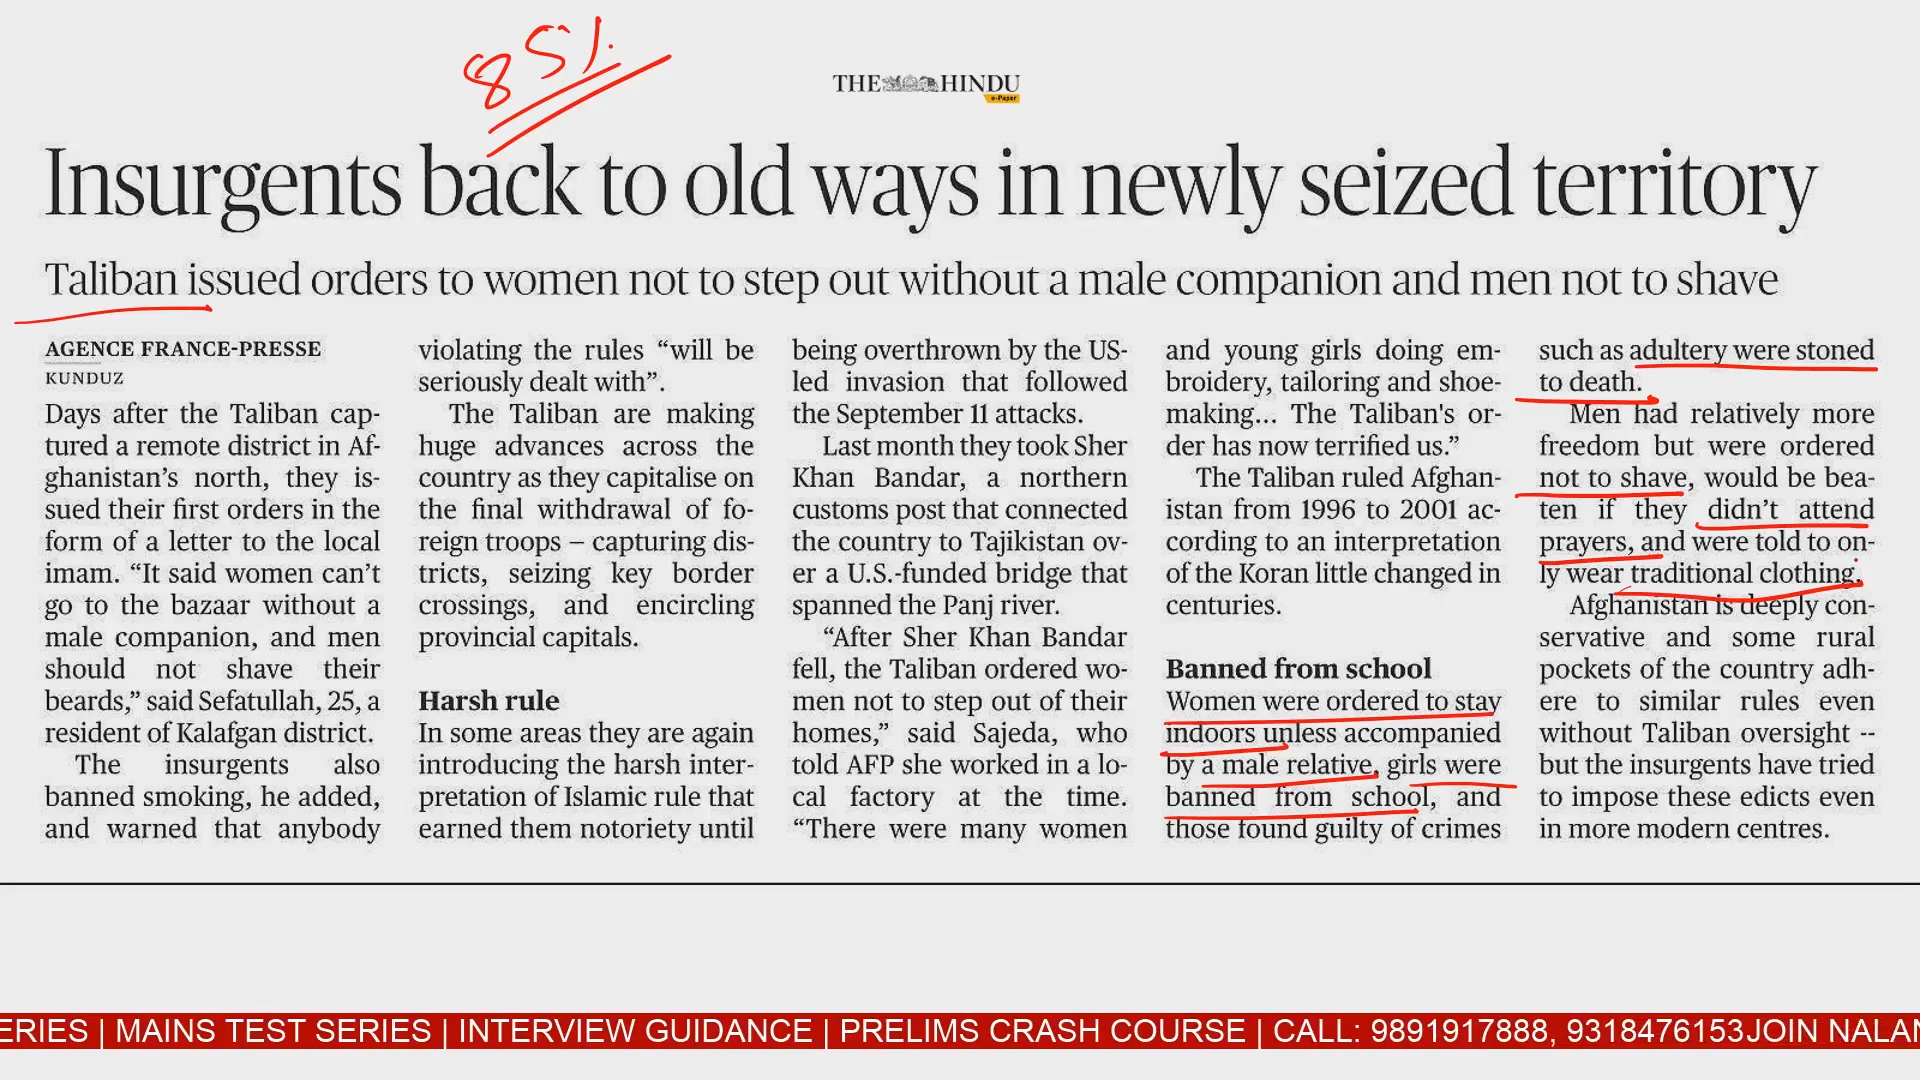 85%
THE HINDU
e-Paper
Insurgents back to old ways in newly seized territory
Taliban issued orders to women not to step out without a male companion and men not to shave
AGENCE FRANCE-PRESSE
KUNDUZ
Days after the Taliban cap-
tured a remote district in Af-
ghanistan's north, they is-
sued their first orders in the
form of a letter to the local
imam. “It said women can't
go to the bazaar without a
male companion, and men
should not shave their
beards,” said Sefatullah, 25, a
resident of Kalafgan district.
The insurgents also
banned smoking, he added,
and warned that anybody
violating the rules “will be
seriously dealt with”.
The Taliban are making
huge advances across the
country as they capitalise on
the final withdrawal of fo-
reign troops – capturing dis-
tricts, seizing key border
crossings, and encircling
provincial capitals.
Harsh rule
In some areas they are again
introducing the harsh inter-
pretation of Islamic rule that
earned them notoriety until
being overthrown by the US-
led invasion that followed
the September 11 attacks.
Last month they took Sher
Khan Bandar, a northern
customs post that connected
the country to Tajikistan ov-
er a U.S.-funded bridge that
spanned the Panj river.
“After Sher Khan Bandar
fell, the Taliban ordered wo-
men not to step out of their
homes,” said Sajeda, who
told AFP she worked in a lo-
cal factory at the time.
“There were many women
and young girls doing em-
broidery, tailoring and shoe-
making... The Taliban's or-
der has now terrified us.”
The Taliban ruled Afghan-
istan from 1996 to 2001 ac-
cording to an interpretation
of the Koran little changed in
centuries.
Banned from school
Women were ordered to stay
indoors unless accompanied
by a male relative, girls were
banned from school, and
those found guilty of crimes
such as adultery were stoned
to death.
Men had relatively more
freedom but were ordered
not to shave, would be bea-
ten if they didn't attend
prayers, and were told to on-
ly wear traditional clothing.
Afghanistan is deeply con-
servative and some rural
pockets of the country adh-
ere to similar rules even
without Taliban oversight --
but the insurgents have tried
to impose these edicts even
in more modern centres.
ERIES | MAINS TEST SERIES | INTERVIEW GUIDANCE | PRELIMS CRASH COURSE | CALL: 9891917888, 9318476153JOIN NALAN